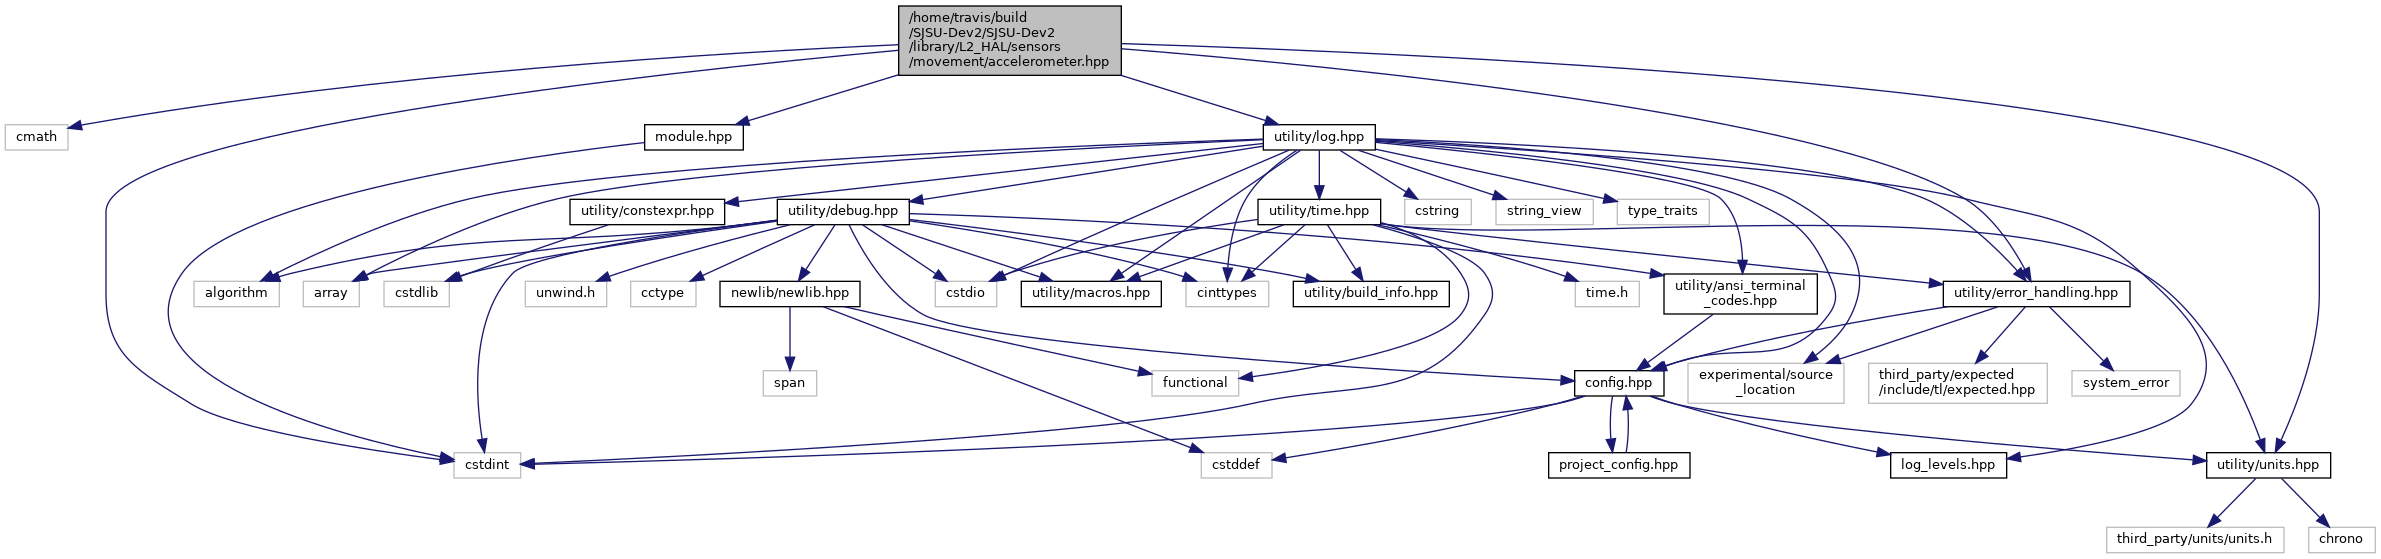 /home/travis/build
/SJSU-Dev2/SJSU-Dev2
/library/L2_HAL/sensors
/movement/accelerometer.hpp
cmath
module.hpp
utility/log.hpp
utility/constexpr.hpp
utility/debug.hpp
utility/time.hpp
cstring
string_view
type_traits
algorithm
array
cstdlib
unwind.h
cctype
newlib/newlib.hpp
cstdio
utility/macros.hpp
cinttypes
utility/build_info.hpp
time.h
utility/ansi_terminal
_codes.hpp
utility/error_handling.hpp
span
functional
config.hpp
experimental/source
_location
third_party/expected
/include/tl/expected.hpp
system_error
cstdint
cstddef
project_config.hpp
log_levels.hpp
utility/units.hpp
third_party/units/units.h
chrono